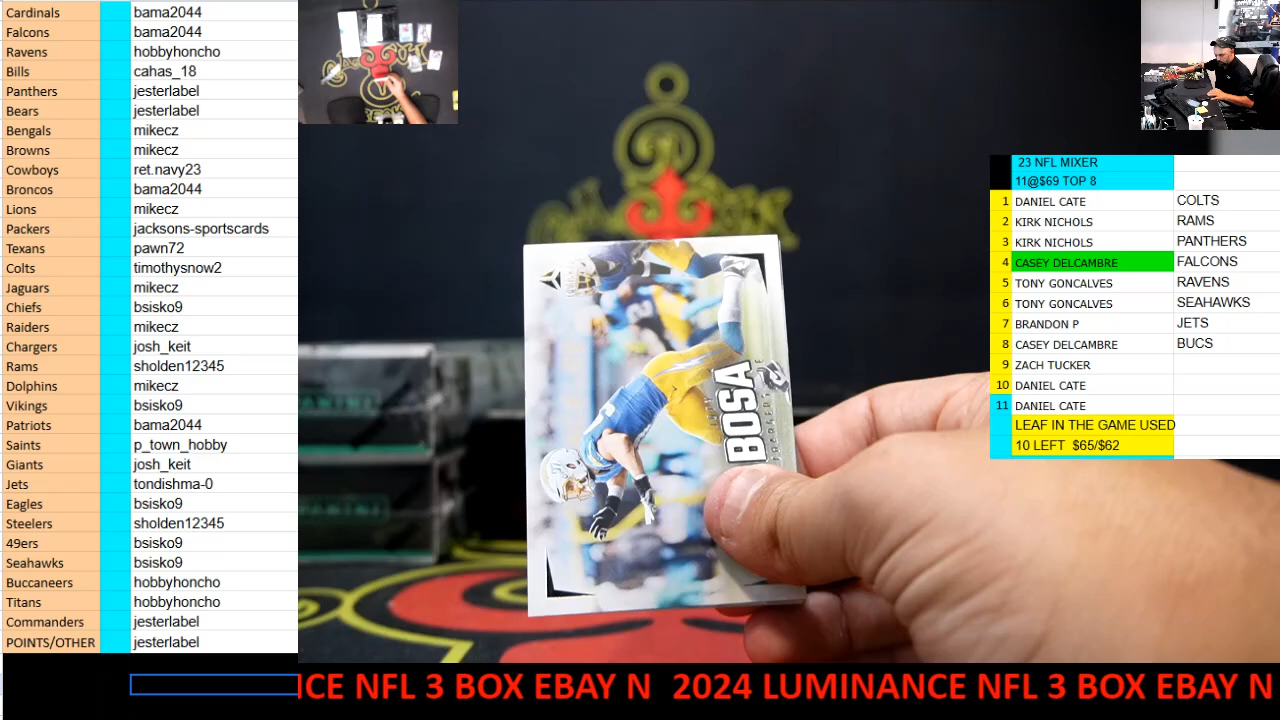 Cardinals bama2044
Falcons bama2044
Ravens hobbyhoncho
Bills cahas_18
Panthers jesterlabel
Bears jesterlabel
Bengals mikecz
Browns mikecz
Cowboys ret.navy23
Broncos bama2044
Lions mikecz
Packers jacksons-sportscards
Texans pawn72
Colts timothysnow2
Jaguars mikecz
Chiefs bsisko9
Raiders mikecz
Chargers josh_keit
Rams sholden12345
Dolphins mikecz
Vikings bsisko9
Patriots bama2044
Saints p_town_hobby
Giants josh_keit
Jets tondishma-0
Eagles bsisko9
Steelers sholden12345
49ers bsisko9
Seahawks bsisko9
Buccaneers hobbyhoncho
Titans hobbyhoncho
Commanders jesterlabel
POINTS/OTHER jesterlabel
BOSA
CHARGERS
PANINI
PANINI
23 NFL MIXER
11@$69 TOP 8
1 DANIEL CATE COLTS
2 KIRK NICHOLS RAMS
3 KIRK NICHOLS PANTHERS
4 CASEY DELCAMBRE FALCONS
5 TONY GONCALVES RAVENS
6 TONY GONCALVES SEAHAWKS
7 BRANDON P JETS
8 CASEY DELCAMBRE BUCS
9 ZACH TUCKER
10 DANIEL CATE
11 DANIEL CATE
LEAF IN THE GAME USED
10 LEFT $65/$62
ICE NFL 3 BOX EBAY N 2024 LUMINANCE NFL 3 BOX EBAY N